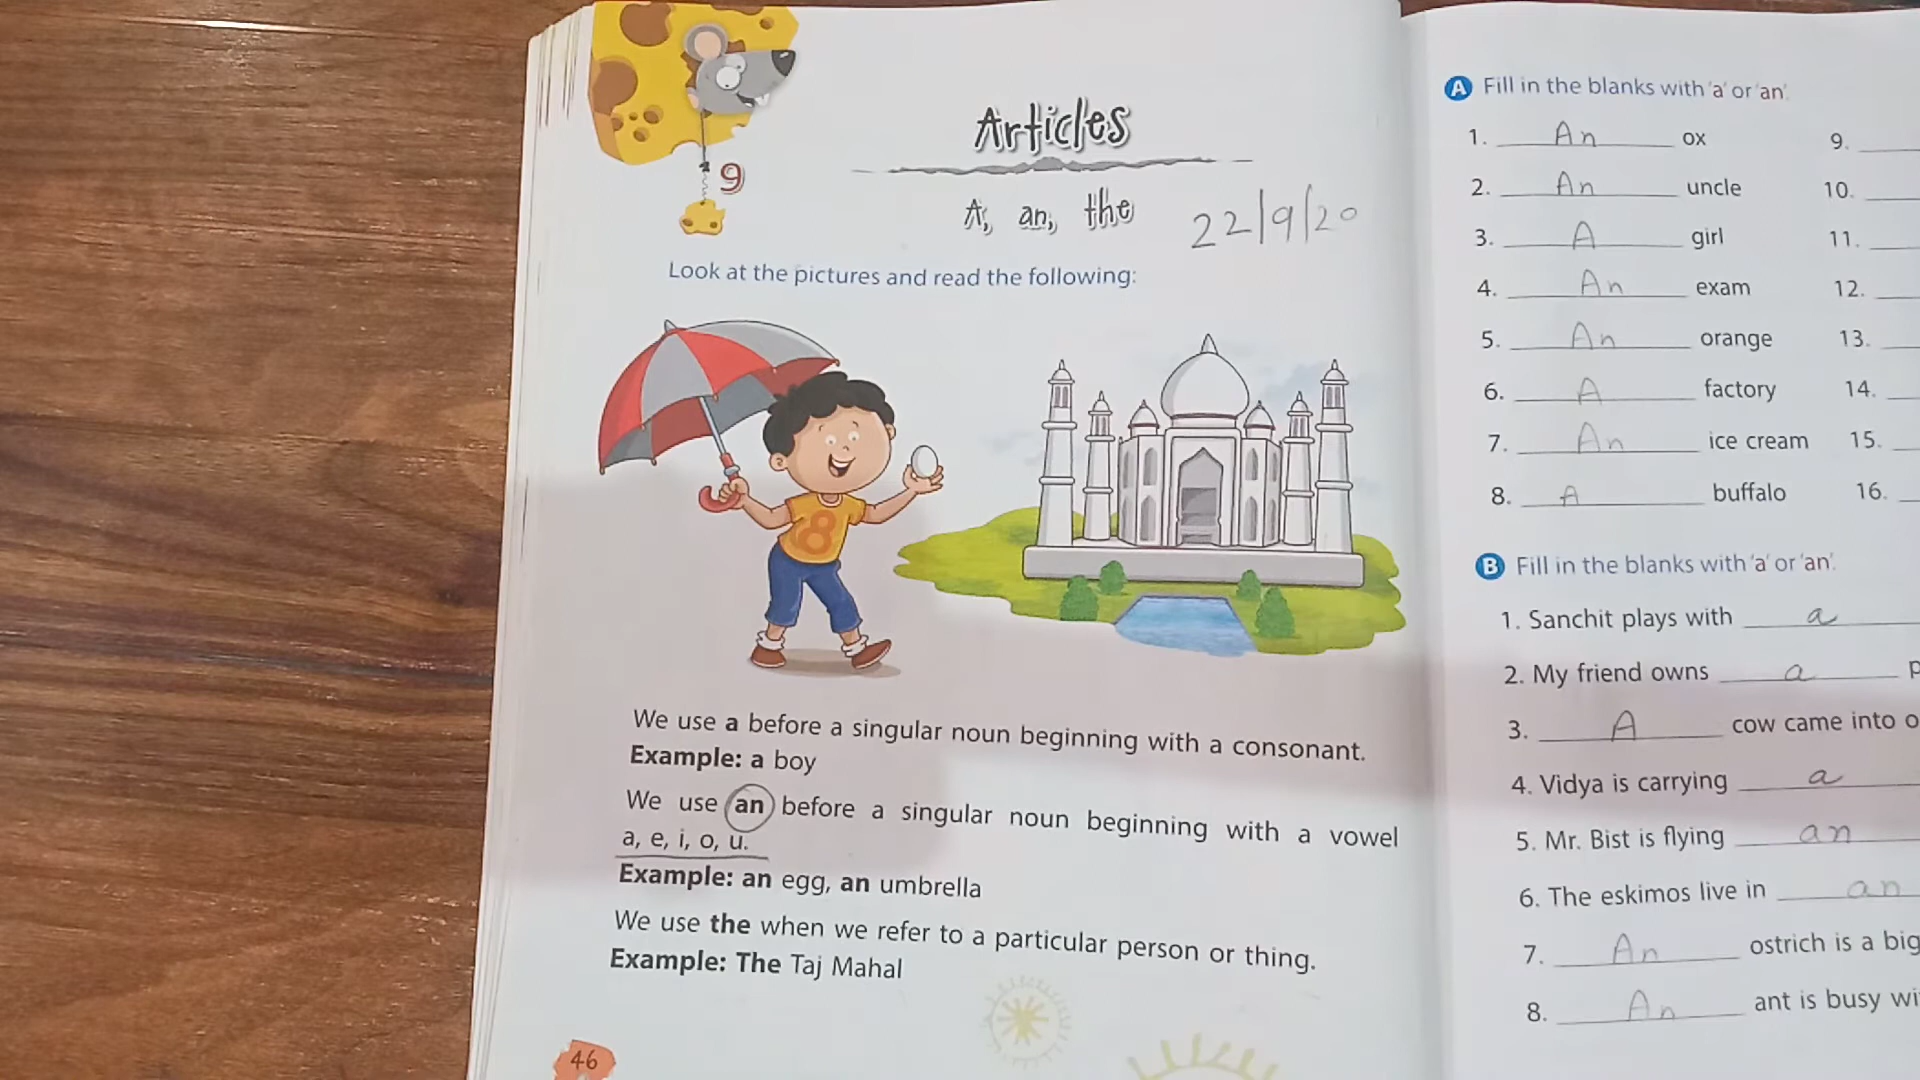 9
Articles
A, an, the
22/9/20
Look at the pictures and read the following:
8
We use a before a singular noun beginning with a consonant.
Example: a boy
We use an before a singular noun beginning with a vowel
a, e, i, o, u.
Example: an egg, an umbrella
We use the when we refer to a particular person or thing.
Example: The Taj Mahal
46
A Fill in the blanks with 'a' or 'an'.
1. An ox 9.
2. An uncle 10.
3. A girl 11.
4. An exam 12.
5. An orange 13.
6. A factory 14.
7. An ice cream 15.
8. A buffalo 16.
B Fill in the blanks with 'a' or 'an'.
1. Sanchit plays with a
2. My friend owns a
3. A cow came into
4. Vidya is carrying a
5. Mr. Bist is flying an
6. The eskimos live in an
7. An ostrich is a big
8. An ant is busy